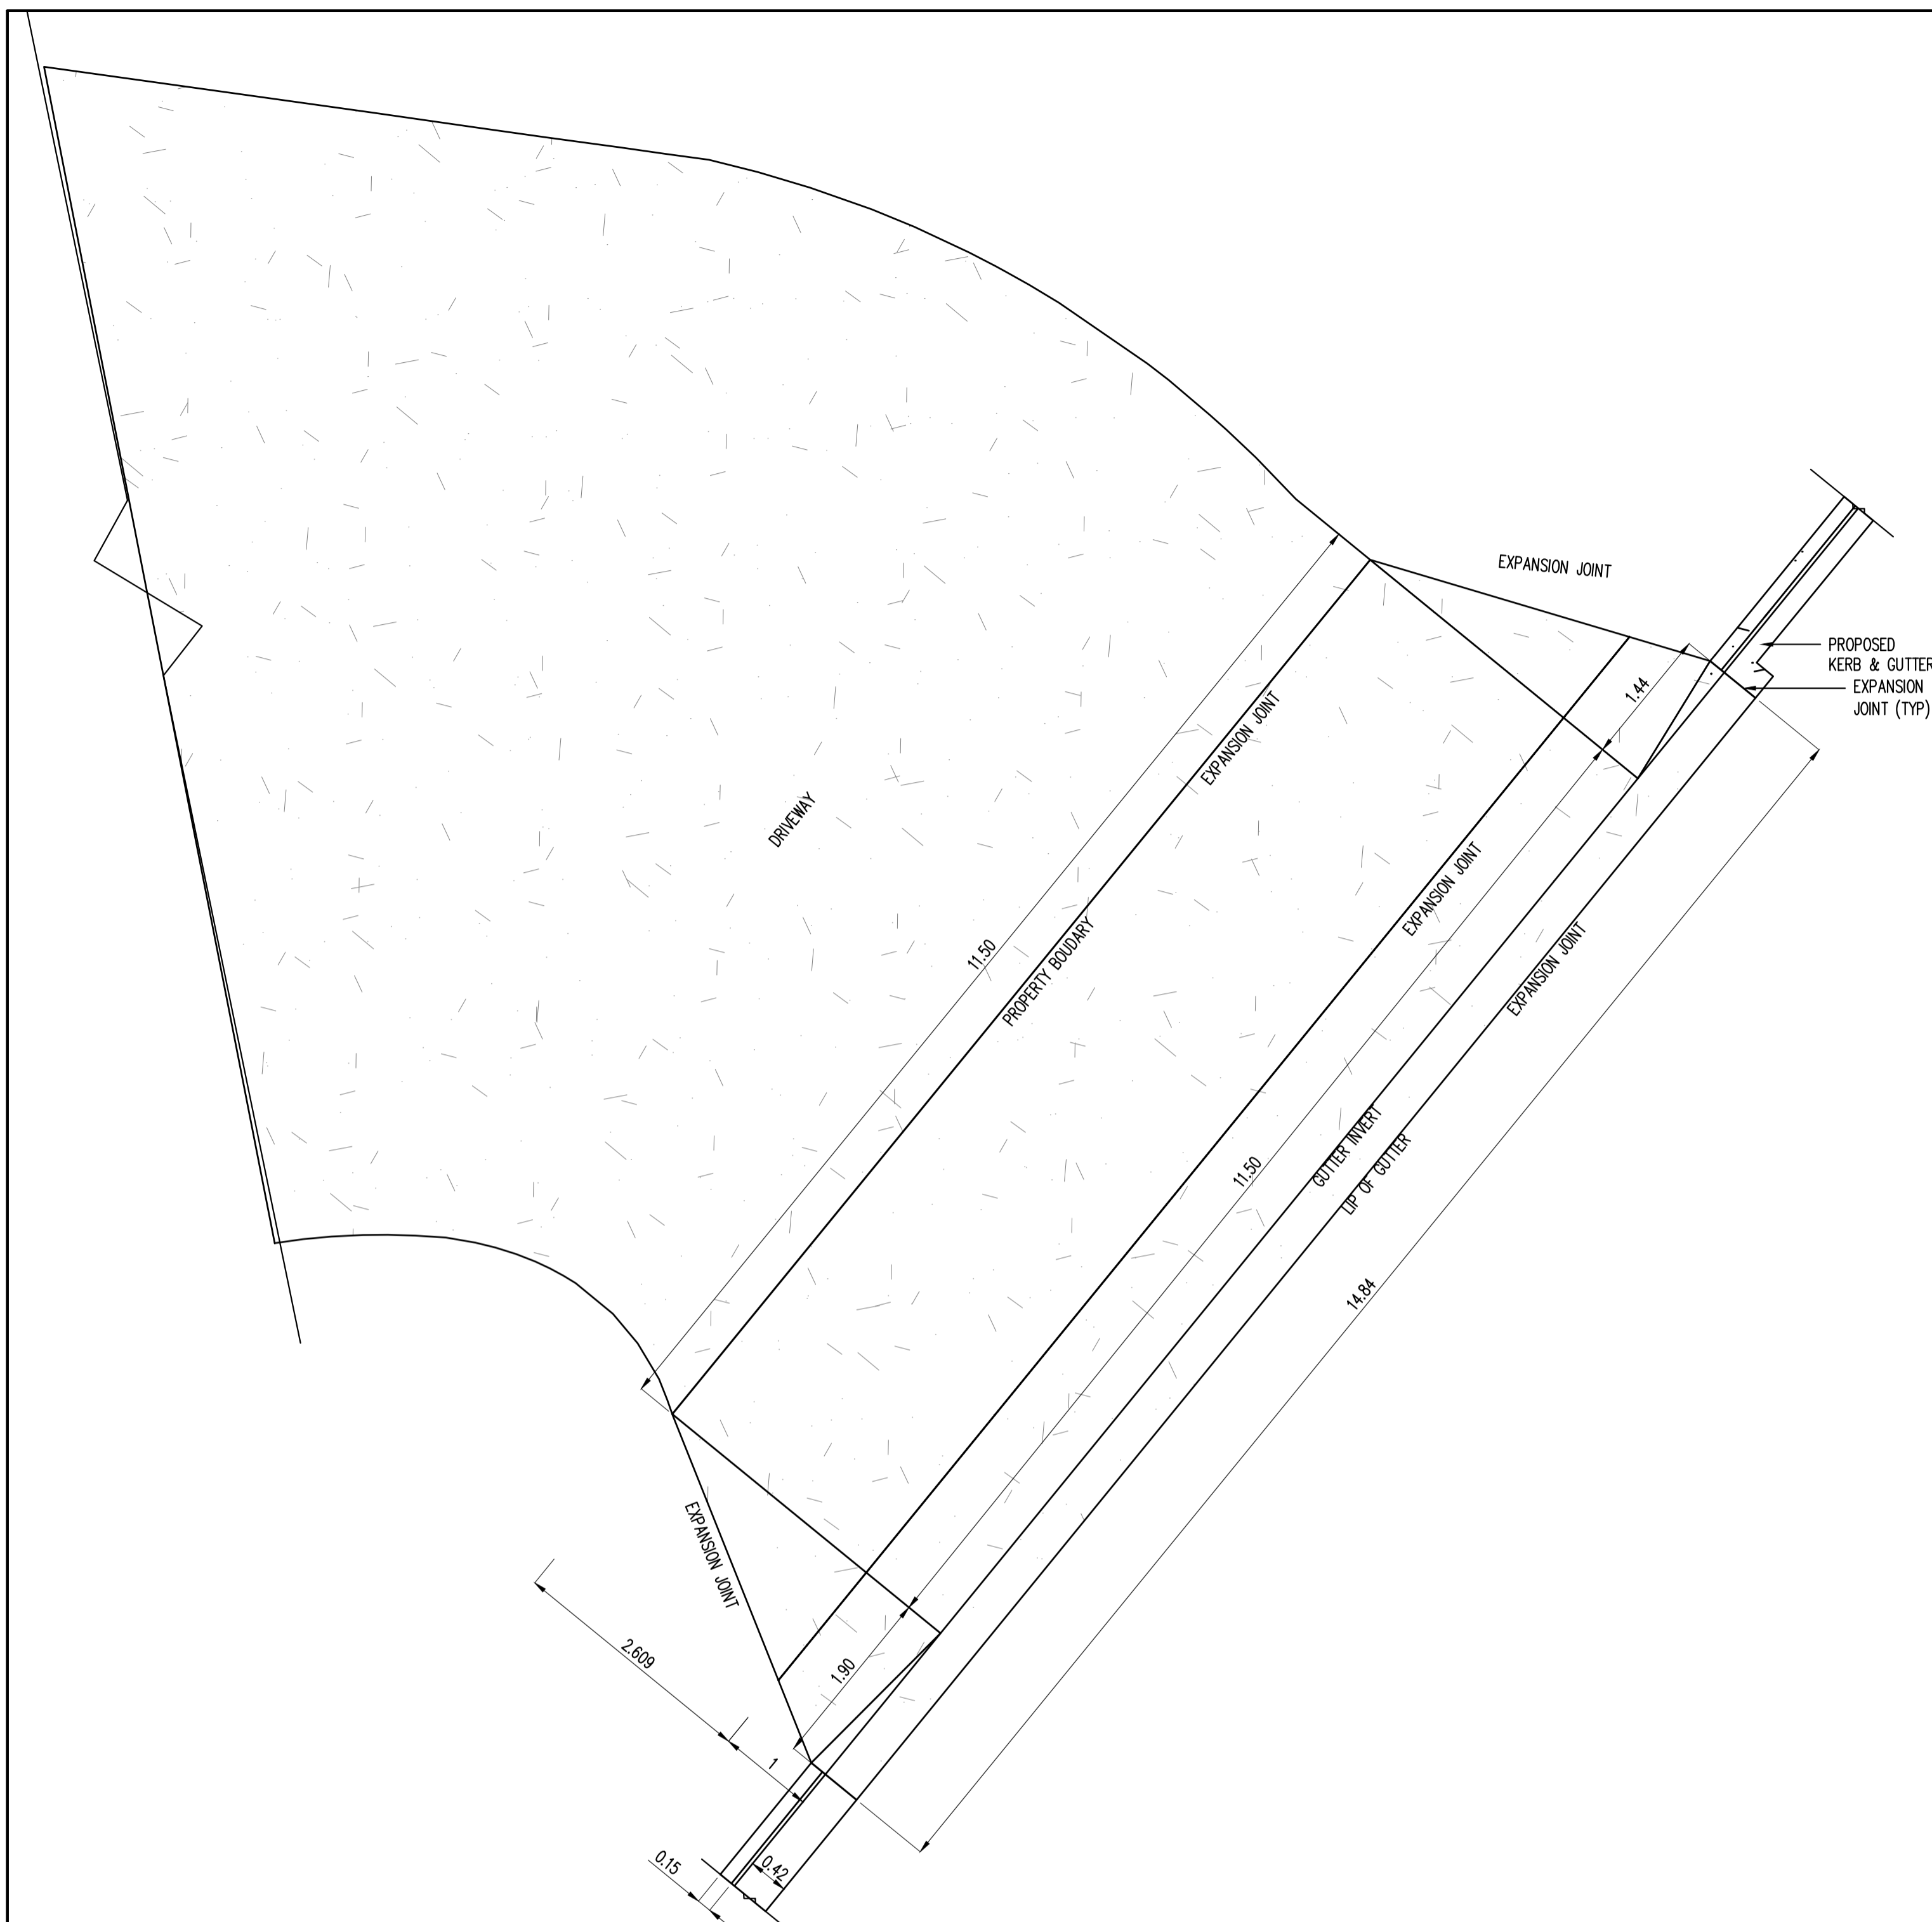 EXPANSION JOINT
PROPOSED
KERB & GUTTER
EXPANSION
JOINT (TYP)
1.44
EXPANSION JOINT
DRIVEWAY
EXPANSION JOINT
11.50
PROPERTY BOUDARY
EXPANSION JOINT
11.50
GUTTER INVERT
LIP OF GUTTER
14.84
EXPANSION JOINT
2.609
1.90
1
0.15
0.42